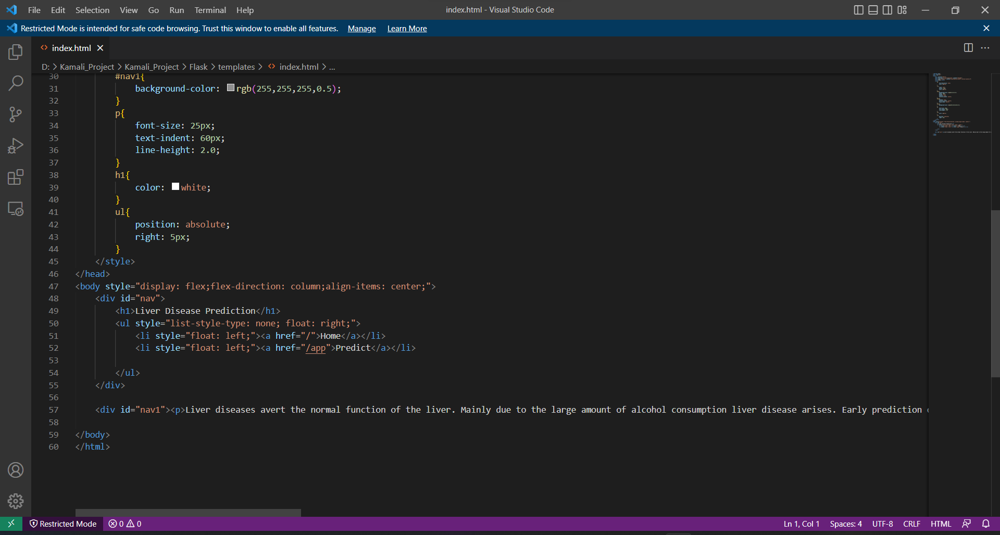 File Edit Selection View Go Run Terminal Help index.html - Visual Studio Code
Restricted Mode is intended for safe code browsing. Trust this window to enable all features. Manage Learn More
index.html
D: > Kamali_Project > Kamali_Project > Flask > templates > index.html > ...
30 #nav1{
31 background-color: rgb(255,255,255,0.5);
32 }
33 p{
34 font-size: 25px;
35 text-indent: 60px;
36 line-height: 2.0;
37 }
38 h1{
39 color: white;
40 }
41 ul{
42 position: absolute;
43 right: 5px;
44 }
45 </style>
46 </head>
47 <body style="display: flex;flex-direction: column;align-items: center;">
48 <div id="nav">
49 <h1>Liver Disease Prediction</h1>
50 <ul style="list-style-type: none; float: right;">
51 <li style="float: left;"><a href="/">Home</a></li>
52 <li style="float: left;"><a href="/app">Predict</a></li>
53
54 </ul>
55 </div>
56
57 <div id="nav1"><p>Liver diseases avert the normal function of the liver. Mainly due to the large amount of alcohol consumption liver disease arises. Early prediction
58
59 </body>
60 </html>
Restricted Mode 0 0 Ln 1, Col 1 Spaces: 4 UTF-8 CRLF HTML